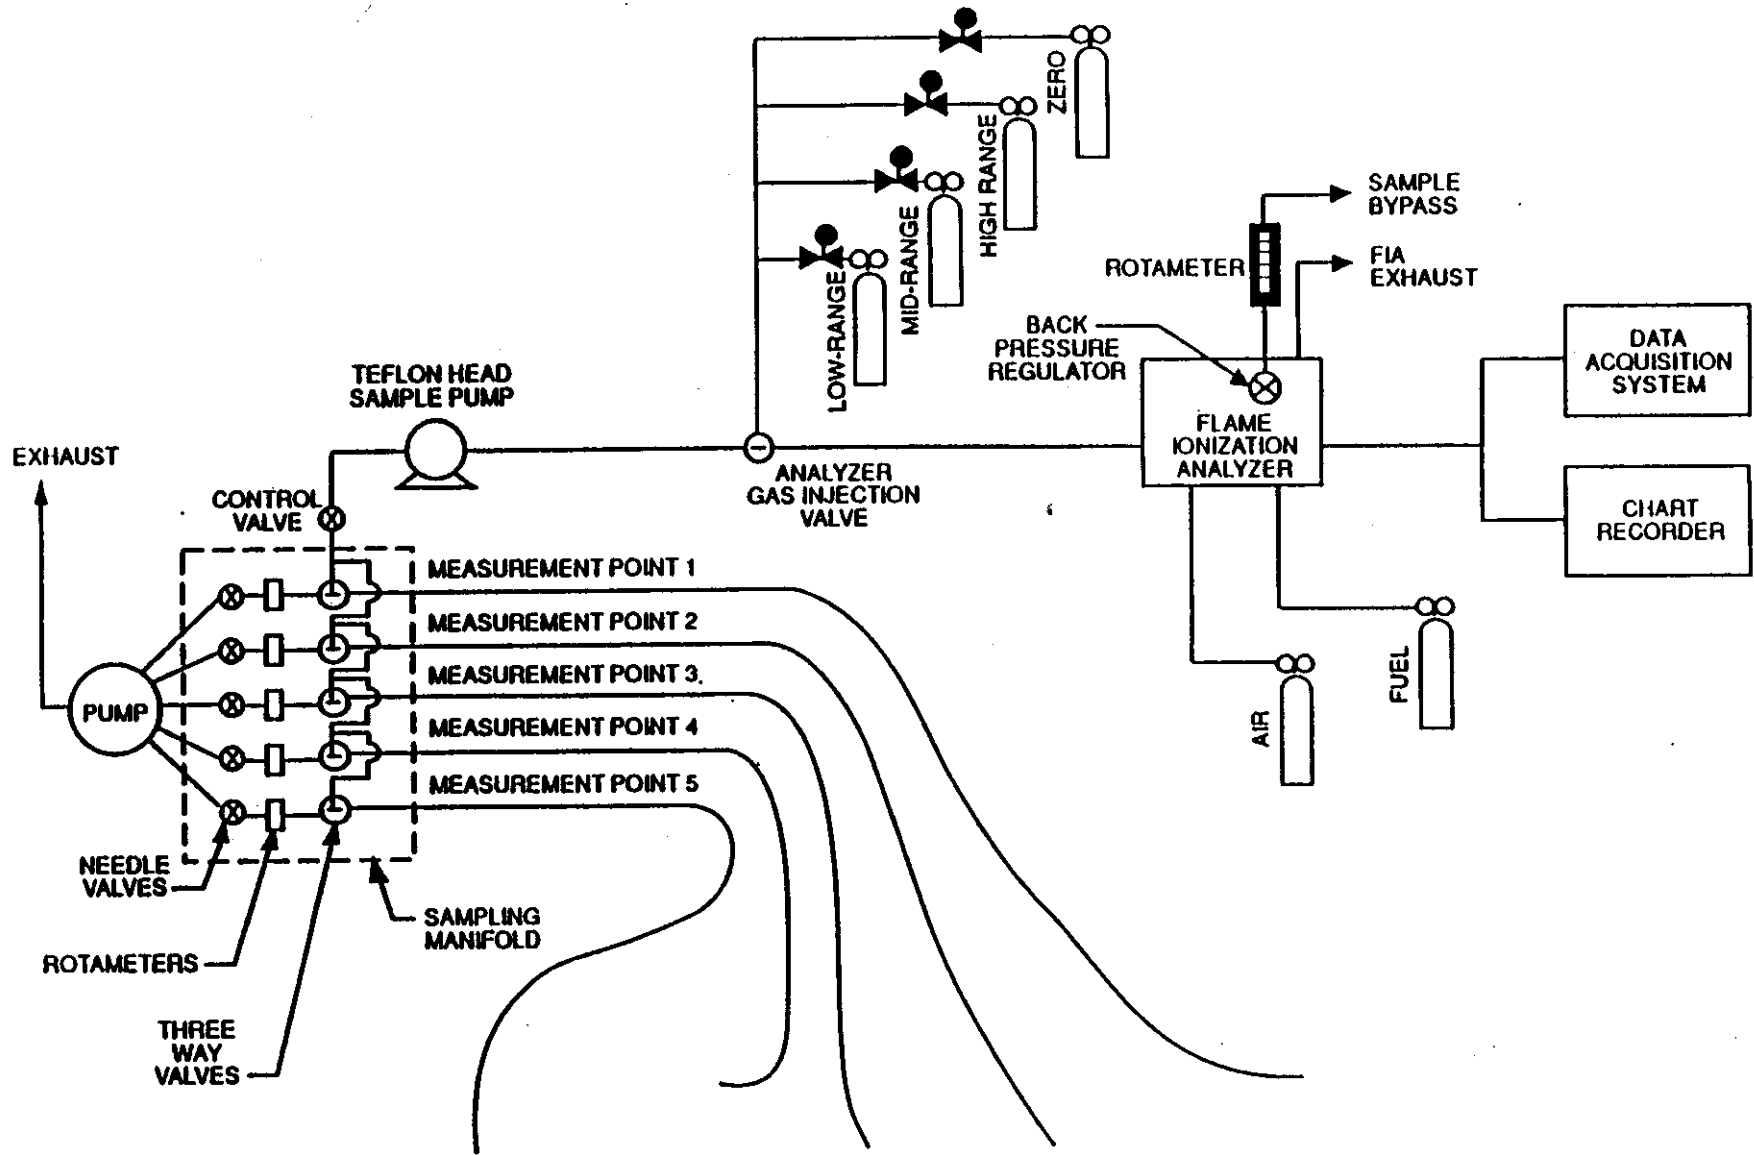 ZERO
HIGH RANGE
MID-RANGE
LOW-RANGE
SAMPLE
BYPASS
ROTAMETER
FIA
EXHAUST
BACK
PRESSURE
REGULATOR
DATA
ACQUISITION
SYSTEM
TEFLON HEAD
SAMPLE PUMP
FLAME
IONIZATION
ANALYZER
EXHAUST
ANALYZER
GAS INJECTION
VALVE
CONTROL
VALVE
CHART
RECORDER
MEASUREMENT POINT 1
MEASUREMENT POINT 2
MEASUREMENT POINT 3.
MEASUREMENT POINT 4
MEASUREMENT POINT 5
PUMP
FUEL
AIR
NEEDLE
VALVES
SAMPLING
MANIFOLD
ROTAMETERS
THREE
WAY
VALVES